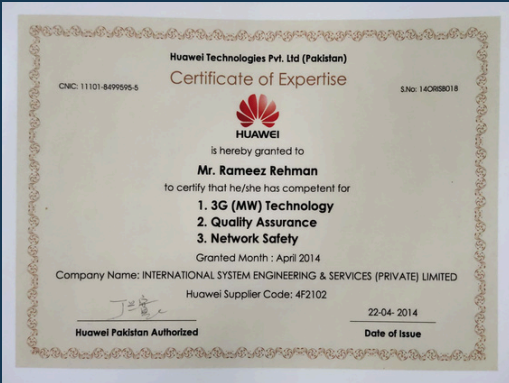 Huawei Technologies Pvt. Ltd (Pakistan)
Certificate of Expertise
CNIC: 11101-8499595-5
S.No: 14ORISB018
HUAWEI
is hereby granted to
Mr. Rameez Rehman
to certify that he/she has competent for
1. 3G (MW) Technology
2. Quality Assurance
3. Network Safety
Granted Month : April 2014
Company Name: INTERNATIONAL SYSTEM ENGINEERING & SERVICES (PRIVATE) LIMITED
Huawei Supplier Code: 4F2102
22-04- 2014
Huawei Pakistan Authorized
Date of Issue